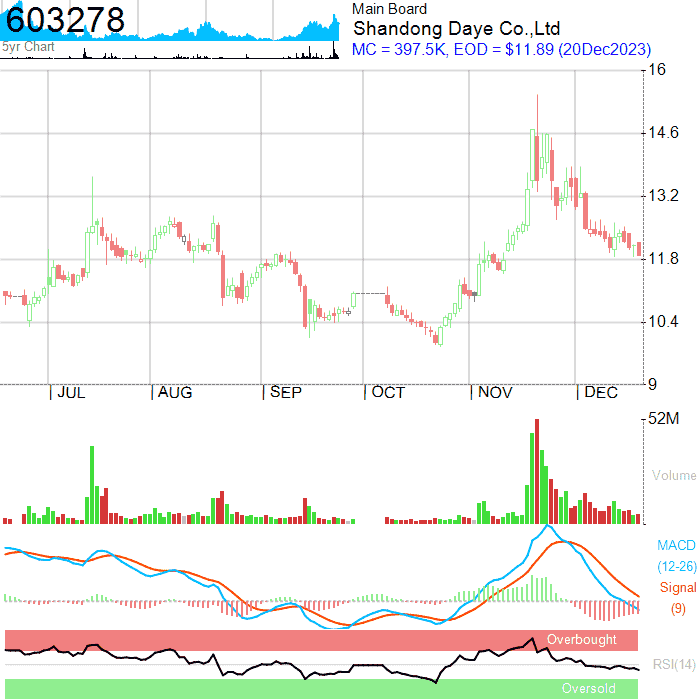 603278
5yr Chart
Main Board
Shandong Daye Co.,Ltd
MC = 397.5K, EOD = $11.89 (20Dec2023)
16
14.6
13.2
11.8
10.4
9
JUL AUG SEP OCT NOV DEC
52M
Volume
MACD
(12-26)
Signal
(9)
Overbought
RSI(14)
Oversold